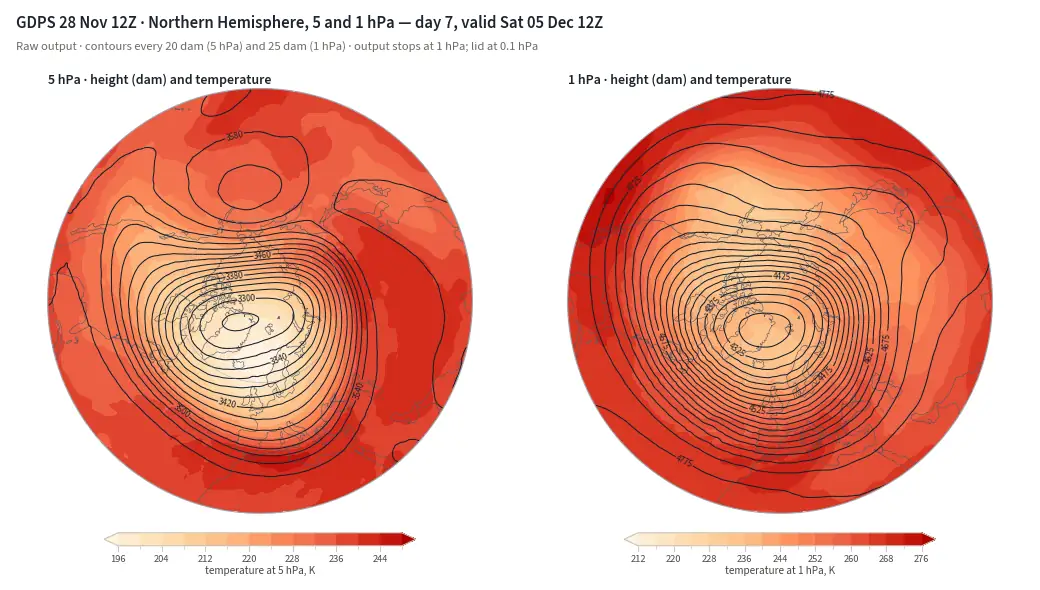 GDPS 28 Nov 12Z · Northern Hemisphere, 5 and 1 hPa — day 7, valid Sat 05 Dec 12Z
Raw output · contours every 20 dam (5 hPa) and 25 dam (1 hPa) · output stops at 1 hPa; lid at 0.1 hPa
5 hPa · height (dam) and temperature
1 hPa · height (dam) and temperature
3580
3460
3380
3300
3340
3540
3420
3500
4775
4725
4425
4375
4675
4325
4625
4675
4475
4525
4775
196 204 212 220 228 236 244
temperature at 5 hPa, K
212 220 228 236 244 252 260 268 276
temperature at 1 hPa, K